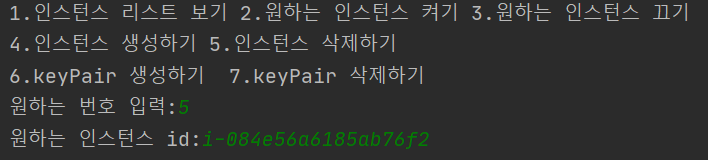 1.인스턴스 리스트 보기 2.원하는 인스턴스 켜기 3.원하는 인스턴스 끄기
4.인스턴스 생성하기 5.인스턴스 삭제하기
6.keyPair 생성하기  7.keyPair 삭제하기
원하는 번호 입력:5
원하는 인스턴스 id:i-084e56a6185ab76f2